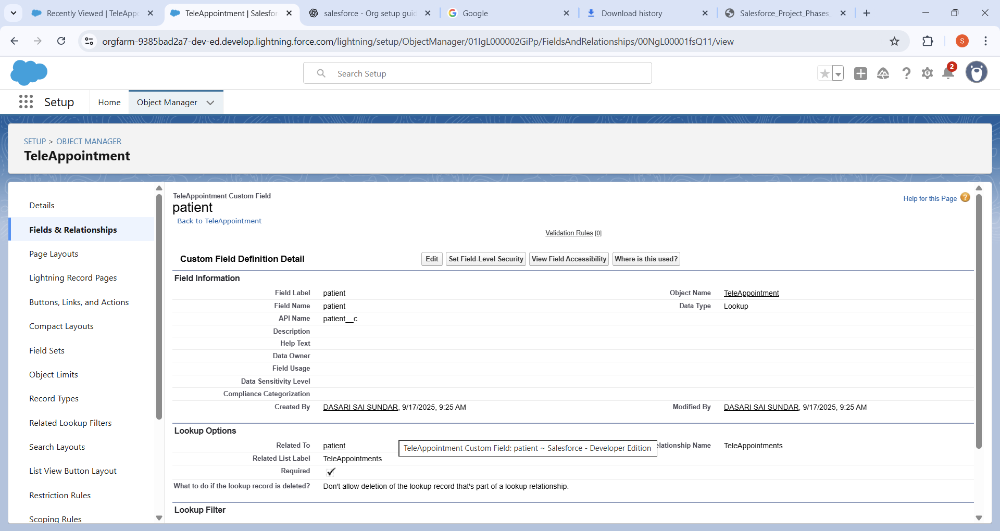 Recently Viewed | TeleAppo
TeleAppointment | Salesfor
salesforce - Org setup guid
Google
Download history
Salesforce_Project_Phases_
orgfarm-9385bad2a7-dev-ed.develop.lightning.force.com/lightning/setup/ObjectManager/01IgL000002GiPp/FieldsAndRelationships/00NgL00001fsQ11/view
S
Search Setup
2
Setup
Home
Object Manager
SETUP > OBJECT MANAGER
TeleAppointment
Details
Fields & Relationships
Page Layouts
Lightning Record Pages
Buttons, Links, and Actions
Compact Layouts
Field Sets
Object Limits
Record Types
Related Lookup Filters
Search Layouts
List View Button Layout
Restriction Rules
Scoping Rules
TeleAppointment Custom Field
patient
Back to TeleAppointment
Help for this Page ?
Validation Rules [0]
Custom Field Definition Detail
Edit
Set Field-Level Security
View Field Accessibility
Where is this used?
Field Information
Field Label patient
Object Name TeleAppointment
Field Name patient
Data Type Lookup
API Name patient__c
Description
Help Text
Data Owner
Field Usage
Data Sensitivity Level
Compliance Categorization
Created By DASARI SAI SUNDAR, 9/17/2025, 9:25 AM
Modified By DASARI SAI SUNDAR, 9/17/2025, 9:25 AM
Lookup Options
Related To patient
TeleAppointment Custom Field: patient ~ Salesforce - Developer Edition
elationship Name TeleAppointments
Related List Label TeleAppointments
Required
What to do if the lookup record is deleted? Don't allow deletion of the lookup record that's part of a lookup relationship.
Lookup Filter